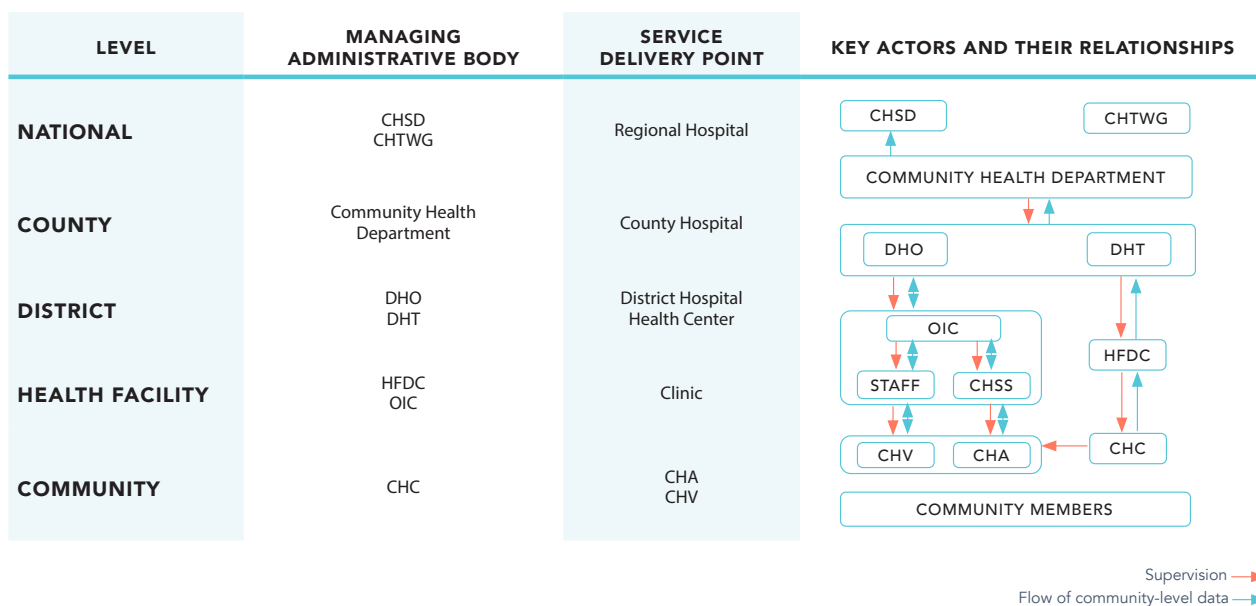 LEVEL
MANAGING
ADMINISTRATIVE BODY
SERVICE
DELIVERY POINT
KEY ACTORS AND THEIR RELATIONSHIPS
NATIONAL
CHSD
CHTWG
Regional Hospital
COUNTY
Community Health
Department
County Hospital
DISTRICT
DHO
DHT
District Hospital
Health Center
HEALTH FACILITY
HFDC
OIC
Clinic
COMMUNITY
CHC
CHA
CHV
CHSD
CHTWG
COMMUNITY HEALTH DEPARTMENT
DHO
DHT
OIC
HFDC
STAFF
CHSS
CHV
CHA
CHC
COMMUNITY MEMBERS
Supervision
Flow of community-level data